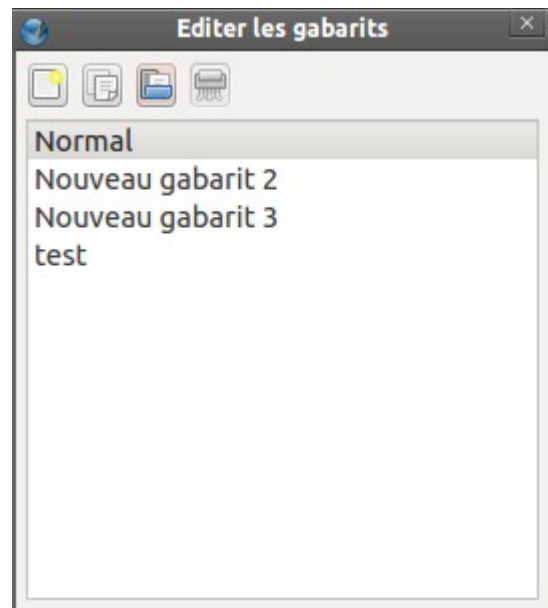 Editer les gabarits
Normal
Nouveau gabarit 2
Nouveau gabarit 3
test